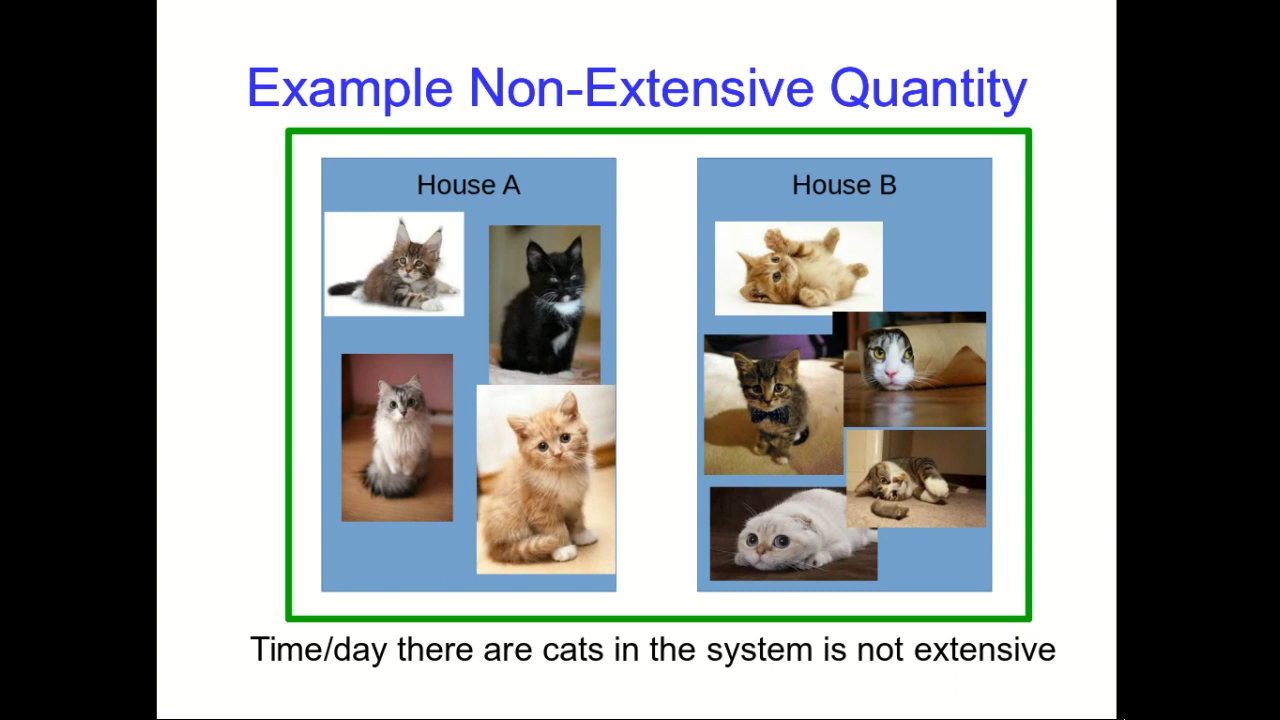 Example Non-Extensive Quantity
House A
House B
Time/day there are cats in the system is not extensive